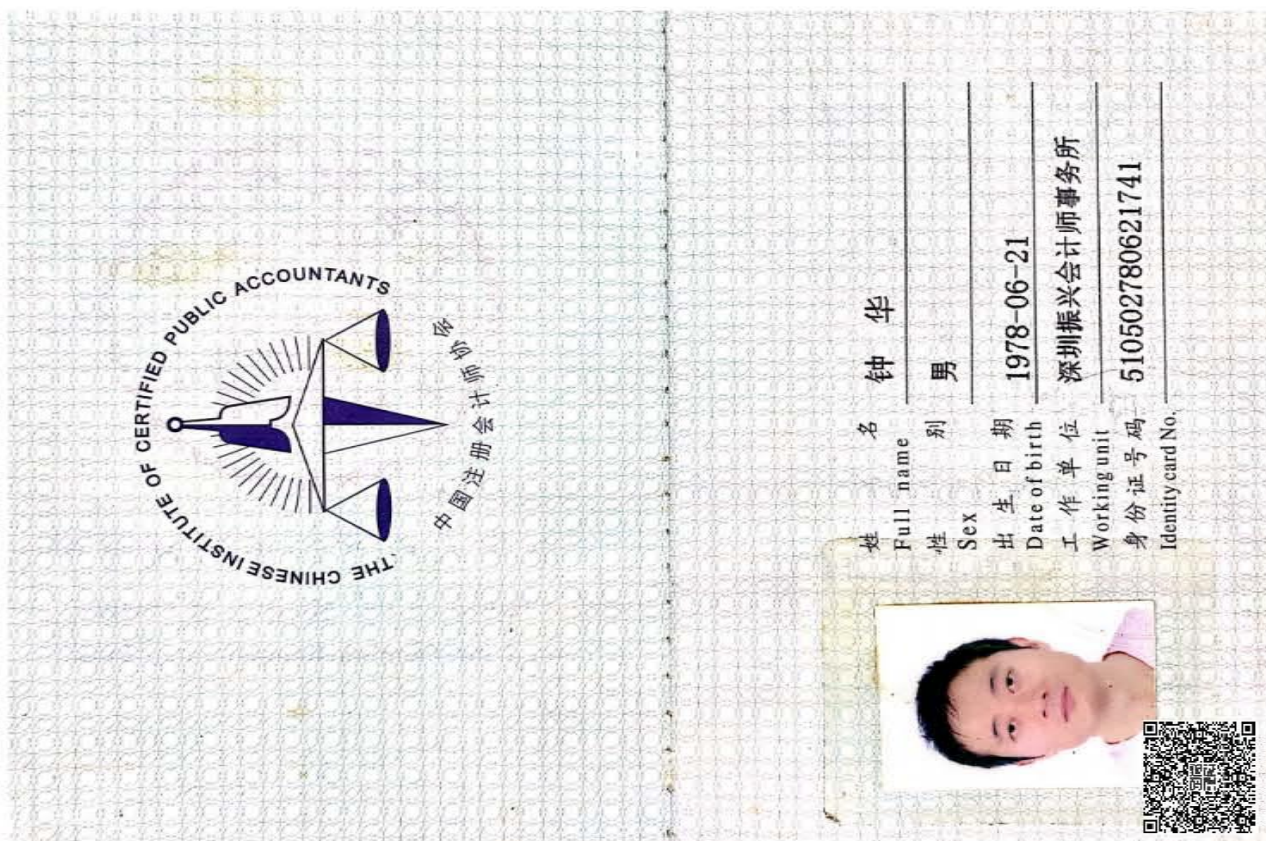 THE CHINESE INSTITUTE OF CERTIFIED PUBLIC ACCOUNTANTS
中国注册会计师协会
姓名 钟华
Full name
性别 男
Sex
出生日期 1978-06-21
Date of birth
工作单位 深圳振兴会计师事务所
Working unit
身份证号码 510502780621741
Identity card No.